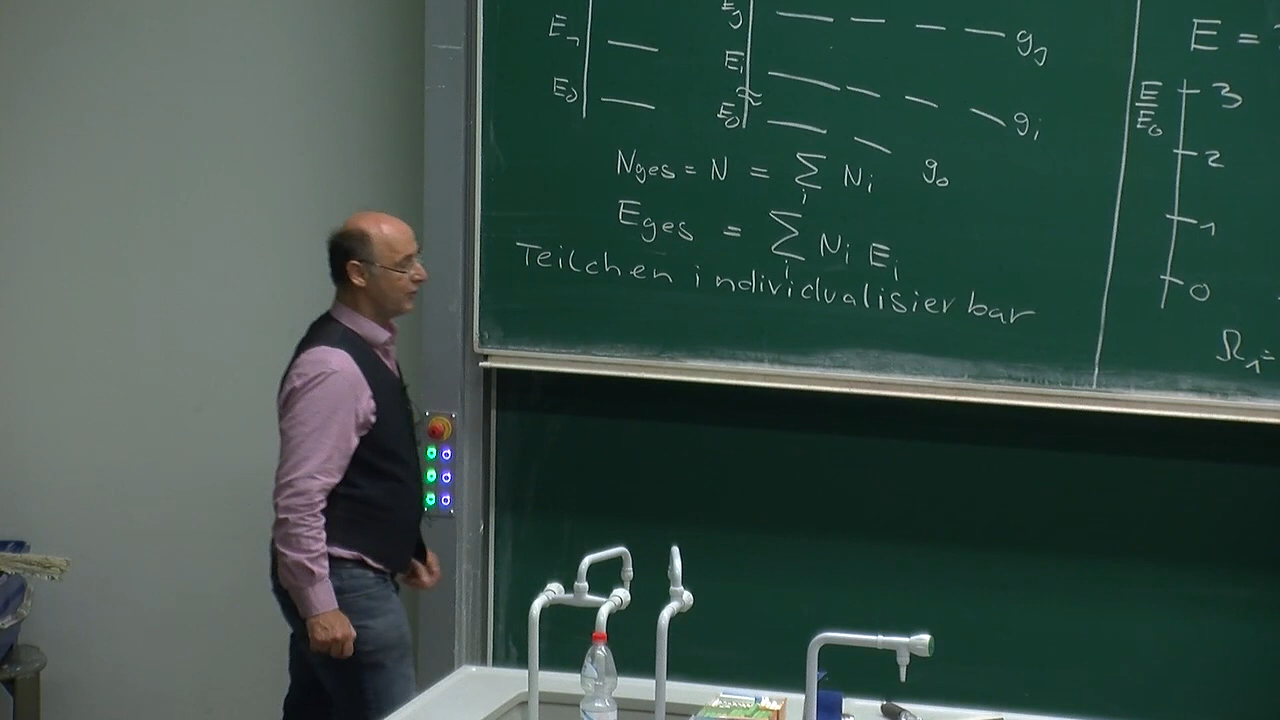 E₁
E₀
Eⱼ gⱼ
Eᵢ gᵢ
E₀ g₀
Nges = N = ∑ᵢ Nᵢ
Eges = ∑ᵢ Nᵢ Eᵢ
Teilchen individualisierbar
E =
E/E₀
3
2
1
0
Ω₁ =